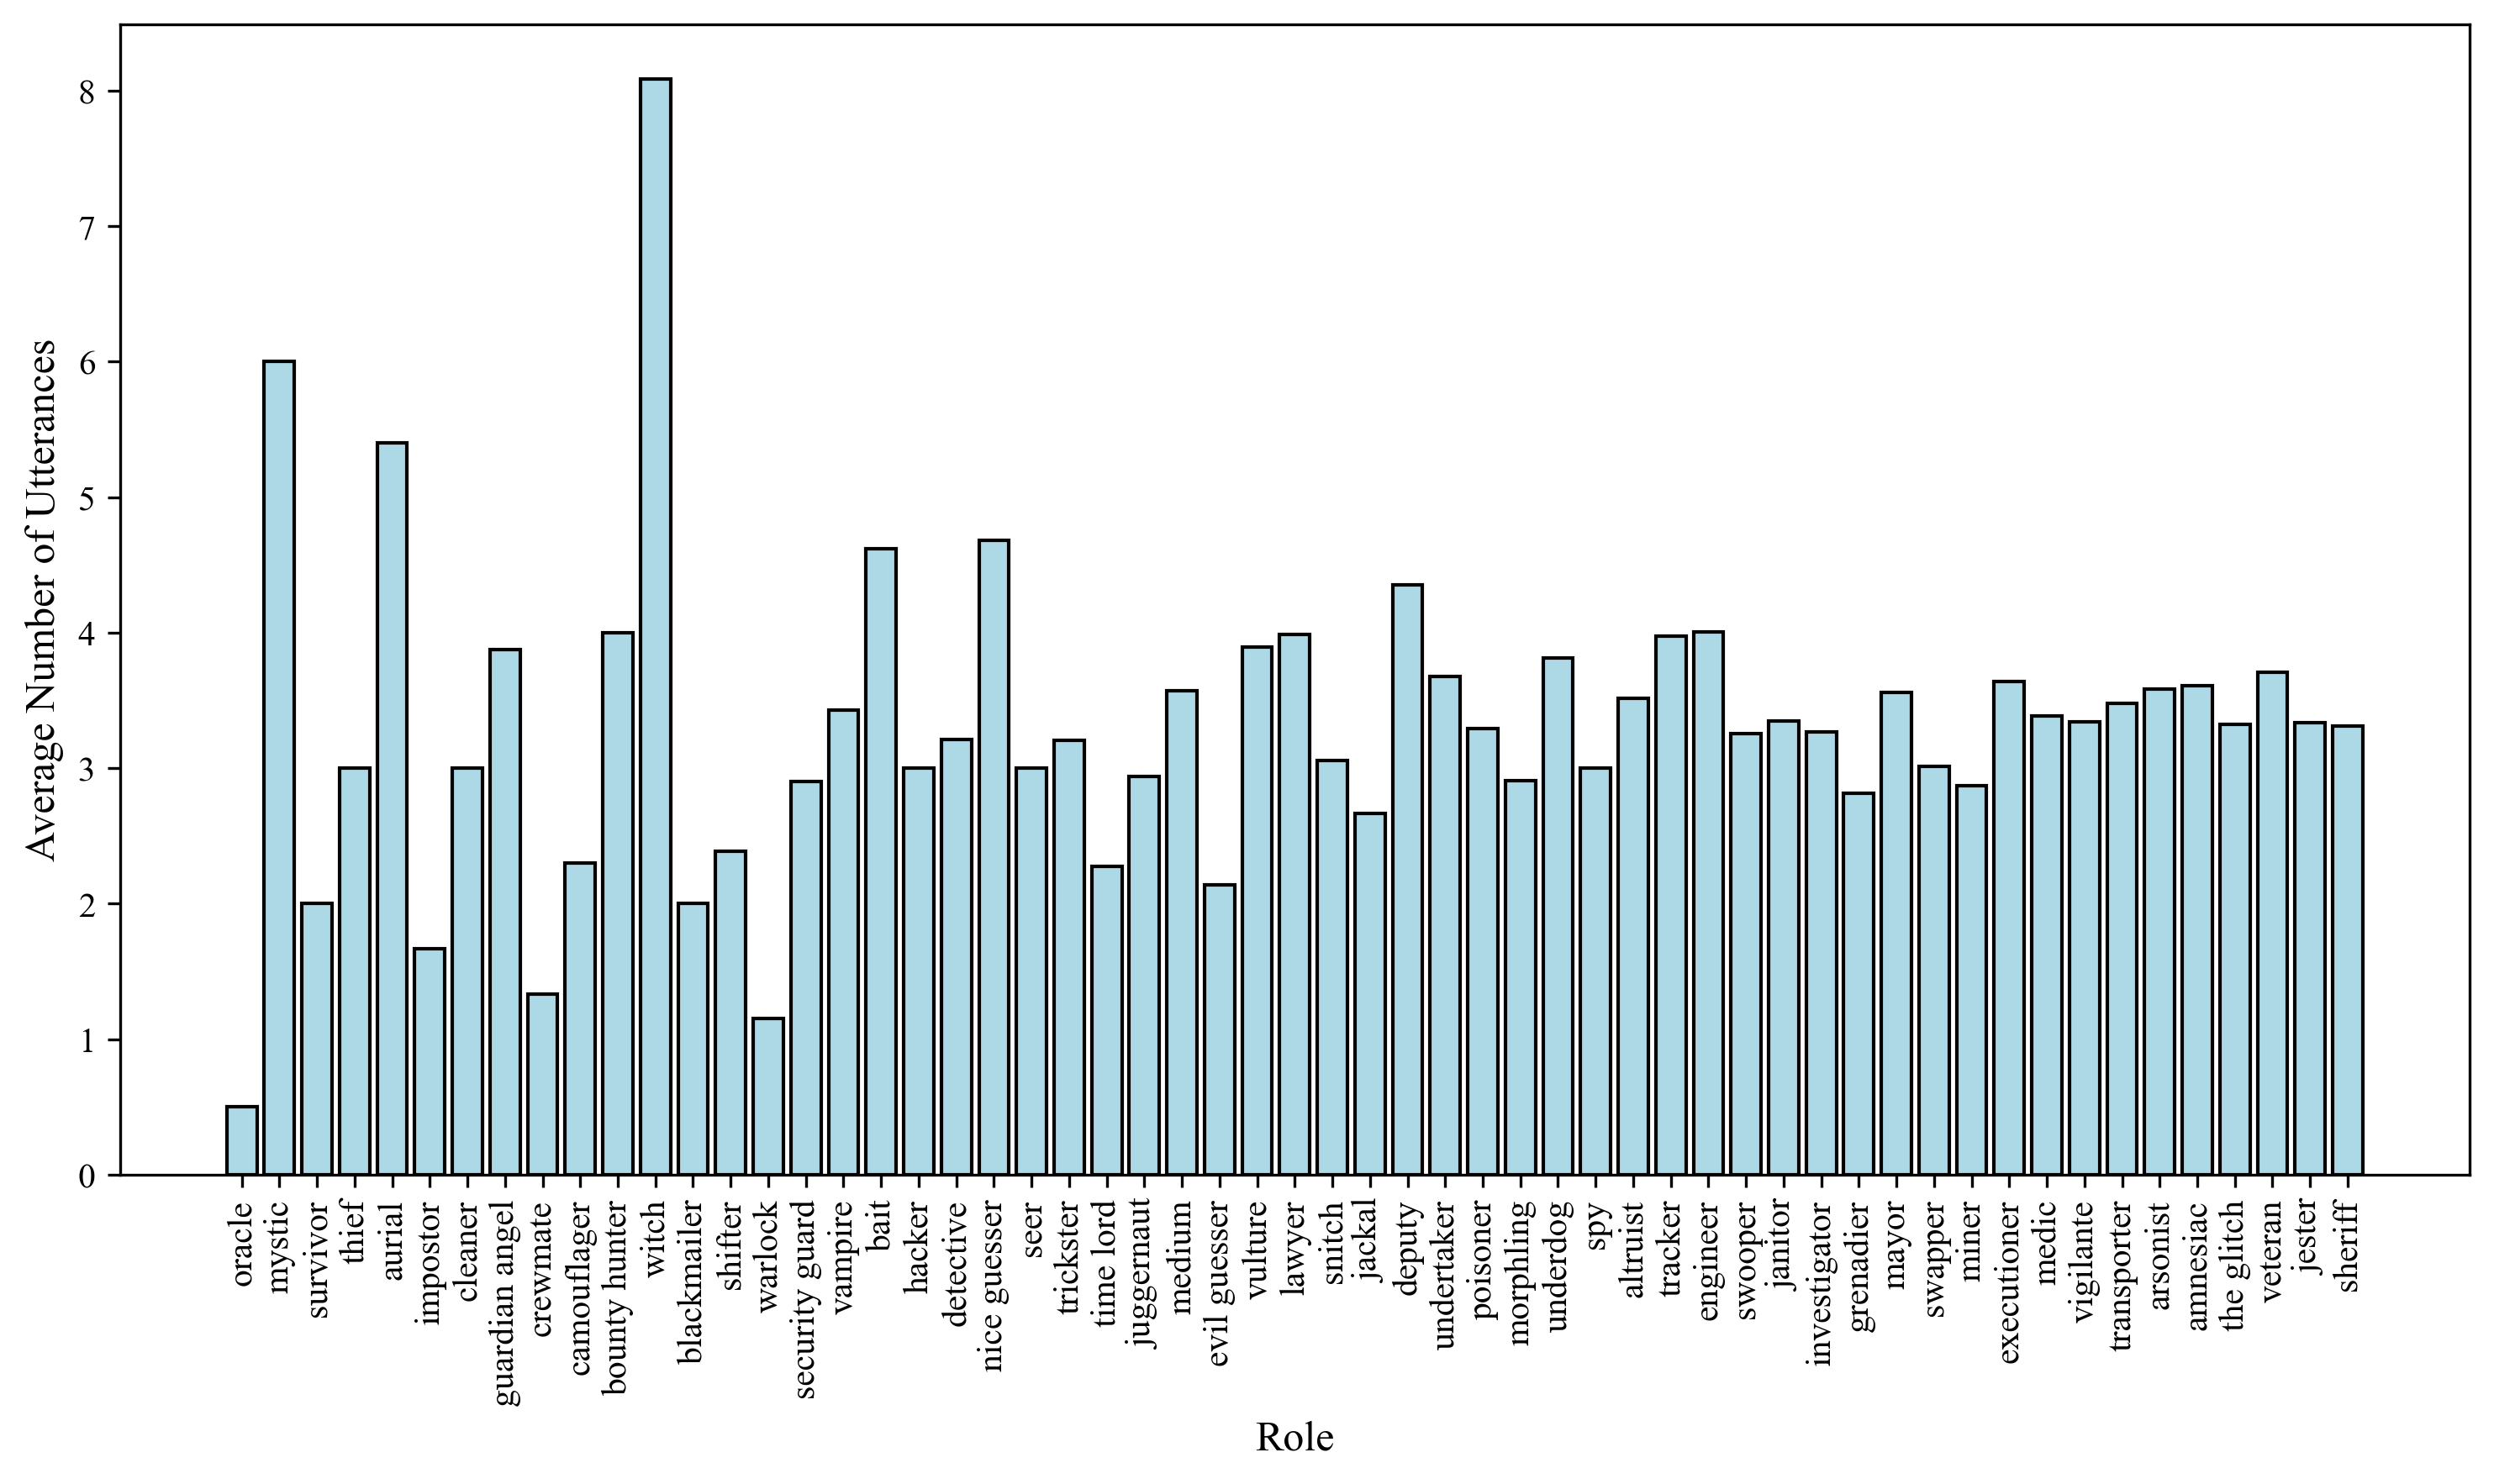 Average Number of Utterances
8
7
6
5
4
3
2
1
0
oracle
mystic
survivor
thief
aurial
impostor
cleaner
guardian angel
crewmate
camouflager
bounty hunter
witch
blackmailer
shifter
warlock
security guard
vampire
bait
hacker
detective
nice guesser
seer
trickster
time lord
juggernaut
medium
evil guesser
vulture
lawyer
snitch
jackal
deputy
undertaker
poisoner
morphling
underdog
spy
altruist
tracker
engineer
swooper
janitor
investigator
grenadier
mayor
swapper
miner
executioner
medic
vigilante
transporter
arsonist
amnesiac
the glitch
veteran
jester
sheriff
Role